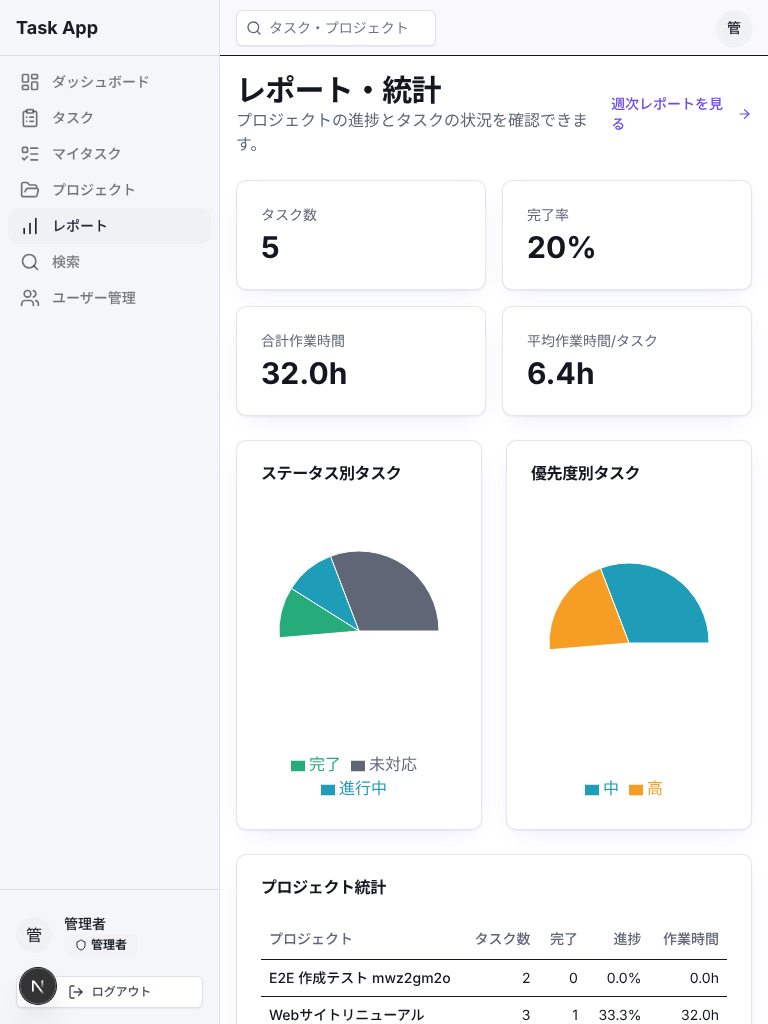 Task App
タスク・プロジェクト
管
ダッシュボード
タスク
マイタスク
プロジェクト
レポート
検索
ユーザー管理
レポート・統計
プロジェクトの進捗とタスクの状況を確認できま
す。
週次レポートを見
る
タスク数
5
完了率
20%
合計作業時間
32.0h
平均作業時間/タスク
6.4h
ステータス別タスク
完了 未対応
進行中
優先度別タスク
中 高
プロジェクト統計
プロジェクト タスク数 完了 進捗 作業時間
E2E 作成テスト mwz2gm2o 2 0 0.0% 0.0h
Webサイトリニューアル 3 1 33.3% 32.0h
管
管理者
管理者
N
ログアウト